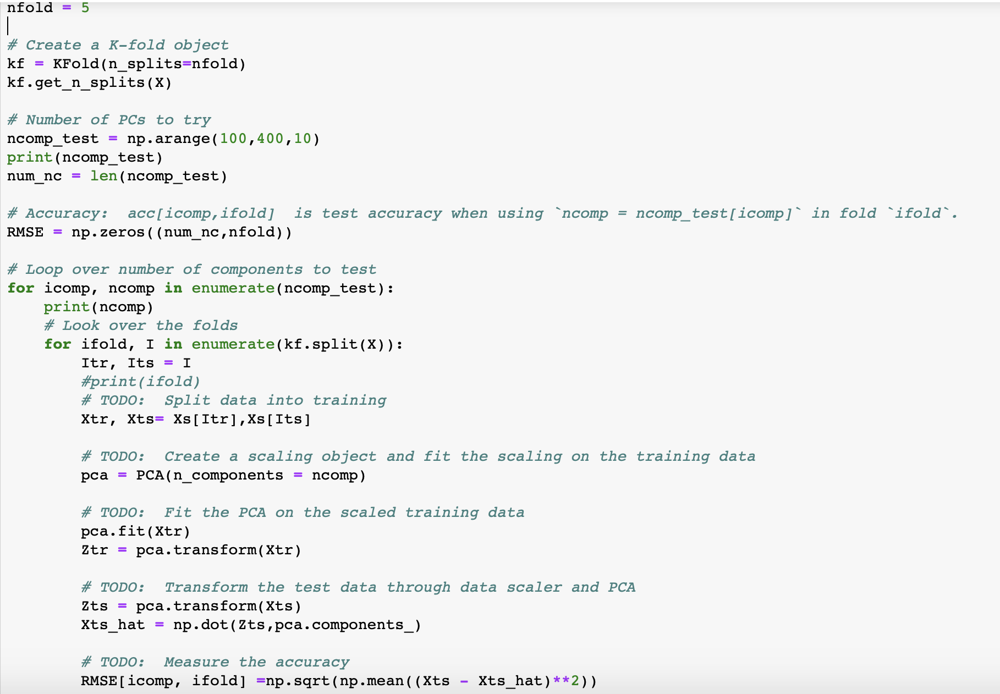 nfold = 5
# Create a K-fold object
kf = KFold(n_splits=nfold)
kf.get_n_splits(X)
# Number of PCs to try
ncomp_test = np.arange(100,400,10)
print(ncomp_test)
num_nc = len(ncomp_test)
# Accuracy:  acc[icomp,ifold]  is test accuracy when using `ncomp = ncomp_test[icomp]` in fold `ifold`.
RMSE = np.zeros((num_nc,nfold))
# Loop over number of components to test
for icomp, ncomp in enumerate(ncomp_test):
    print(ncomp)
    # Look over the folds
    for ifold, I in enumerate(kf.split(X)):
        Itr, Its = I
        #print(ifold)
        # TODO:  Split data into training
        Xtr, Xts= Xs[Itr],Xs[Its]
        # TODO:  Create a scaling object and fit the scaling on the training data
        pca = PCA(n_components = ncomp)
        # TODO:  Fit the PCA on the scaled training data
        pca.fit(Xtr)
        Ztr = pca.transform(Xtr)
        # TODO:  Transform the test data through data scaler and PCA
        Zts = pca.transform(Xts)
        Xts_hat = np.dot(Zts,pca.components_)
        # TODO:  Measure the accuracy
        RMSE[icomp, ifold] =np.sqrt(np.mean((Xts - Xts_hat)**2))